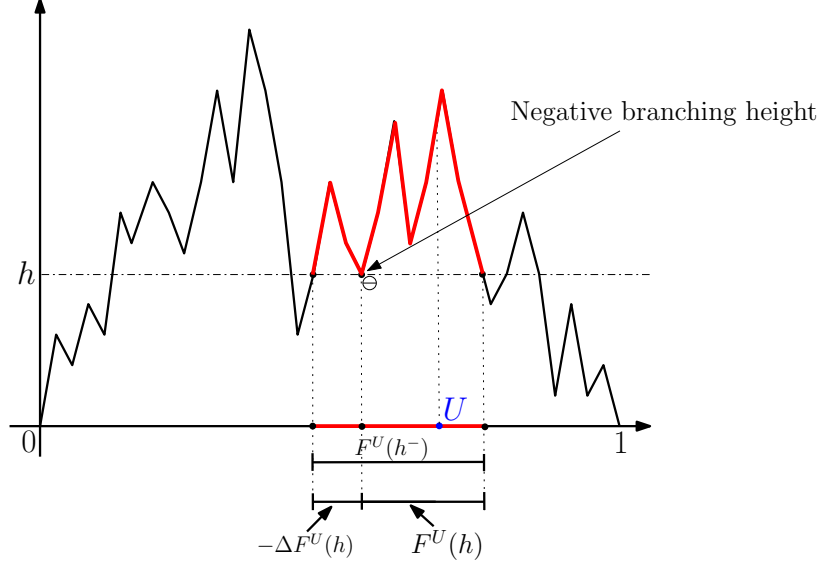 Negative branching height
h
⊖
U
0
1
F^U(h^-)
-ΔF^U(h)
F^U(h)